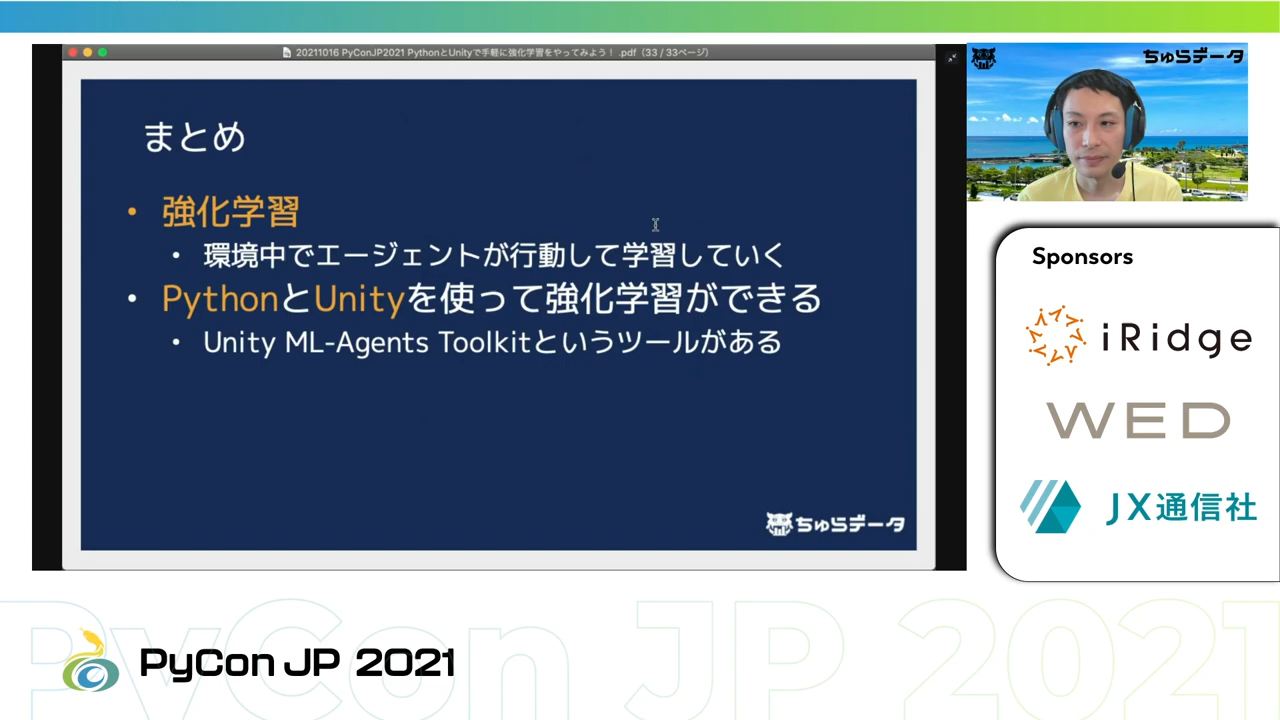 20211016 PyConJP2021 PythonとUnityで手軽に強化学習をやってみよう！ .pdf（33 / 33ページ）
まとめ
• 強化学習
• 環境中でエージェントが行動して学習していく
• PythonとUnityを使って強化学習ができる
• Unity ML-Agents Toolkitというツールがある
ちゅらデータ
ちゅらデータ
Sponsors
iRidge
WED
JX通信社
PyCon JP 2021
PyCon JP 2021